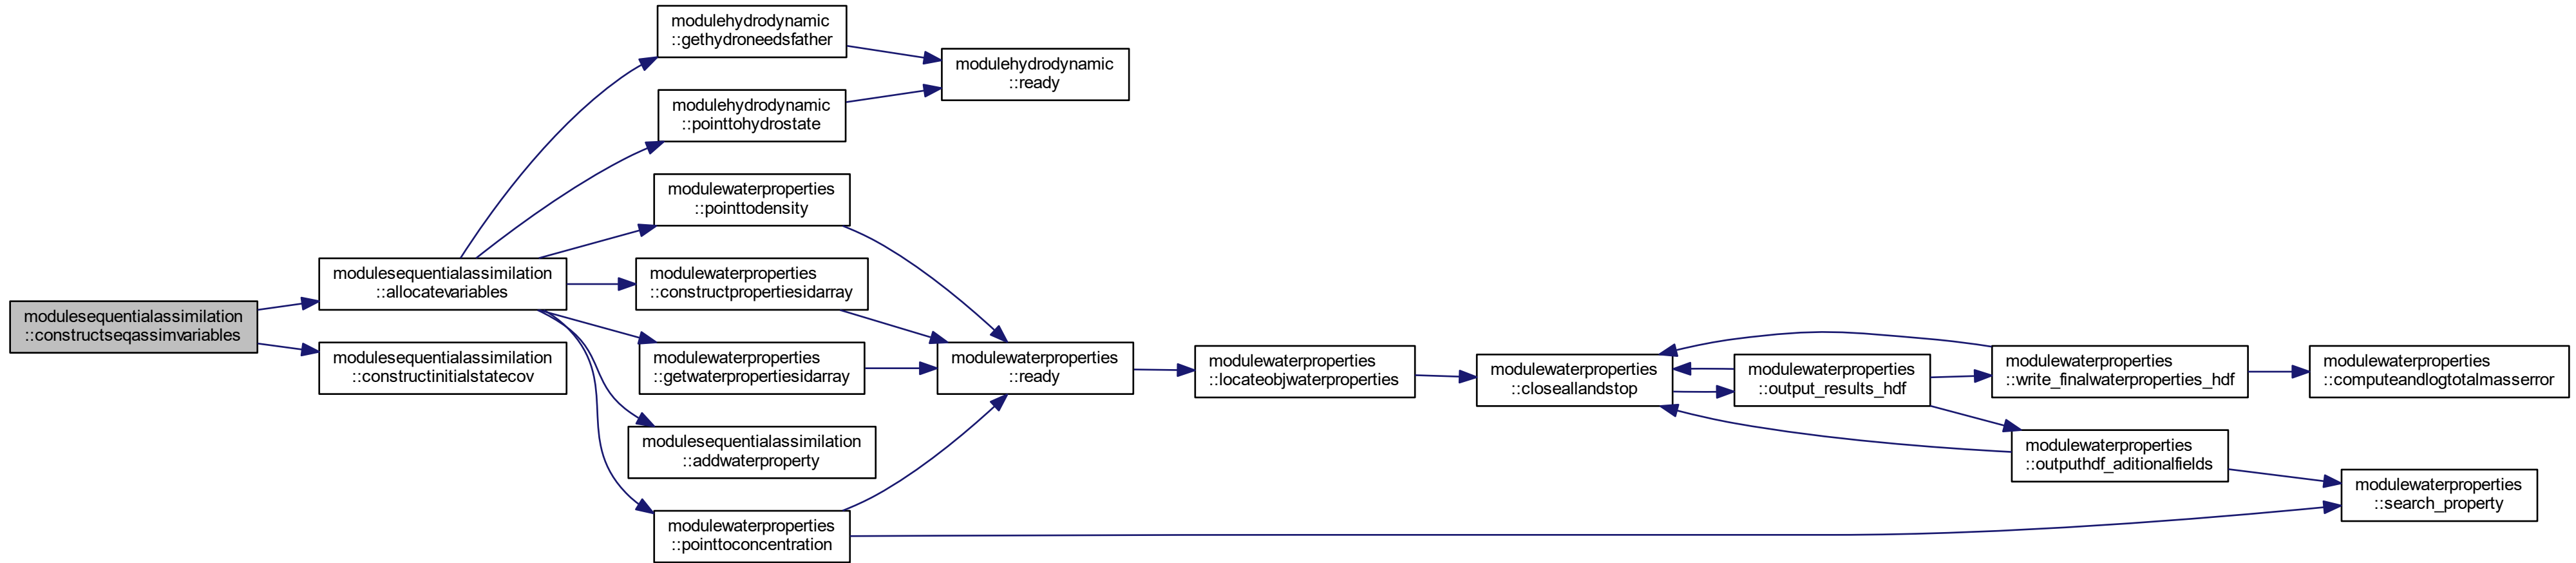 modulesequentialassimilation
::constructseqassimvariables
modulesequentialassimilation
::allocatevariables
modulesequentialassimilation
::constructinitialstatecov
modulehydrodynamic
::gethydroneedsfather
modulehydrodynamic
::pointtohydrostate
modulewaterproperties
::pointtodensity
modulewaterproperties
::constructpropertiesidarray
modulewaterproperties
::getwaterpropertiesidarray
modulesequentialassimilation
::addwaterproperty
modulewaterproperties
::pointtoconcentration
modulehydrodynamic
::ready
modulewaterproperties
::ready
modulewaterproperties
::locateobjwaterproperties
modulewaterproperties
::closeallandstop
modulewaterproperties
::output_results_hdf
modulewaterproperties
::write_finalwaterproperties_hdf
modulewaterproperties
::outputhdf_aditionalfields
modulewaterproperties
::computeandlogtotalmasserror
modulewaterproperties
::search_property